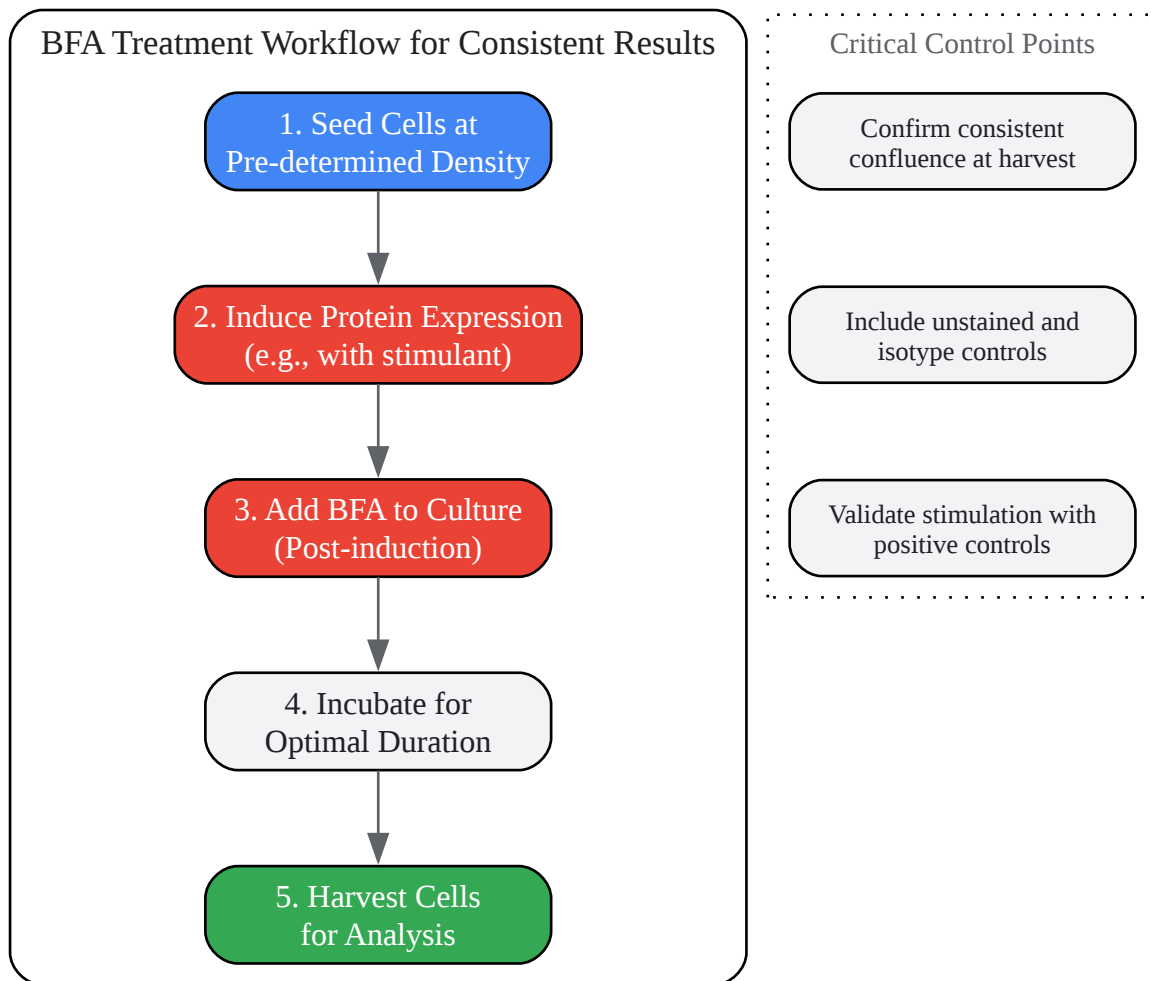 BFA Treatment Workflow for Consistent Results
1. Seed Cells at
Pre-determined Density
2. Induce Protein Expression
(e.g., with stimulant)
3. Add BFA to Culture
(Post-induction)
4. Incubate for
Optimal Duration
5. Harvest Cells
for Analysis
Critical Control Points
Confirm consistent
confluence at harvest
Include unstained and
isotype controls
Validate stimulation with
positive controls